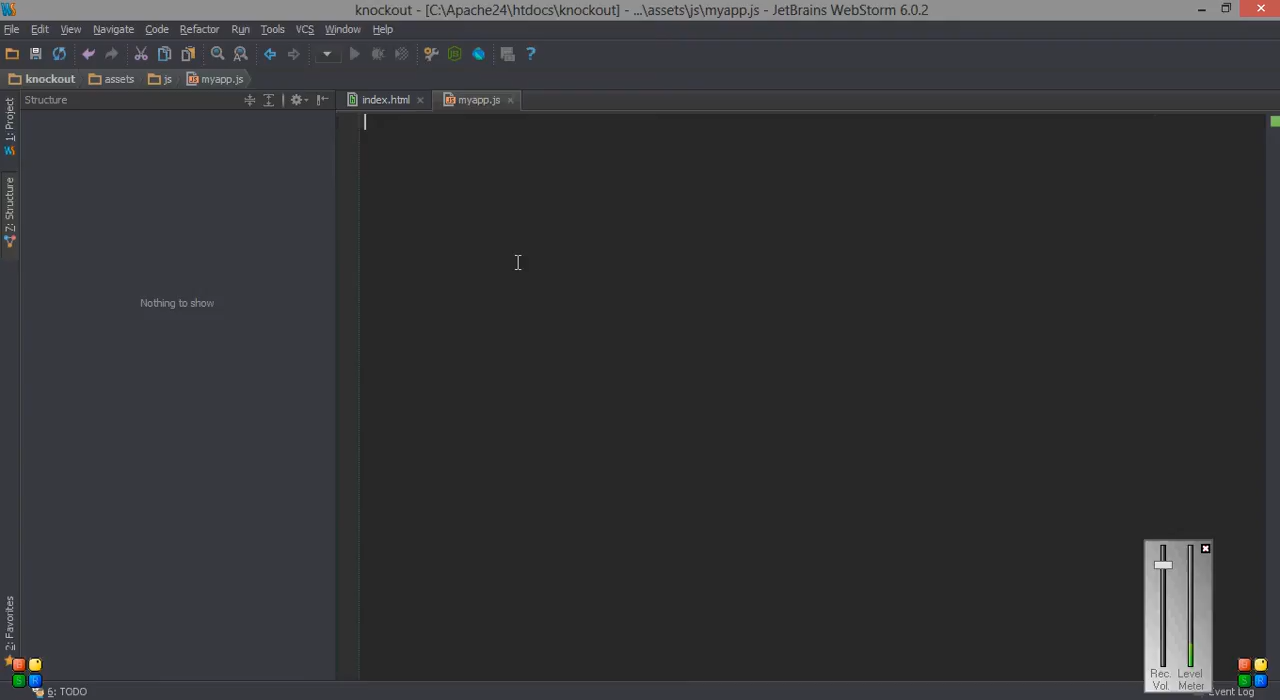 knockout - [C:\Apache24\htdocs\knockout] - ...\assets\js\myapp.js - JetBrains WebStorm 6.0.2
File Edit View Navigate Code Refactor Run Tools VCS Window Help
knockout assets js myapp.js
Structure
index.html myapp.js
1: Project
7: Structure
Nothing to show
2: Favorites
Rec. Vol. Level Meter
6: TODO
Event Log